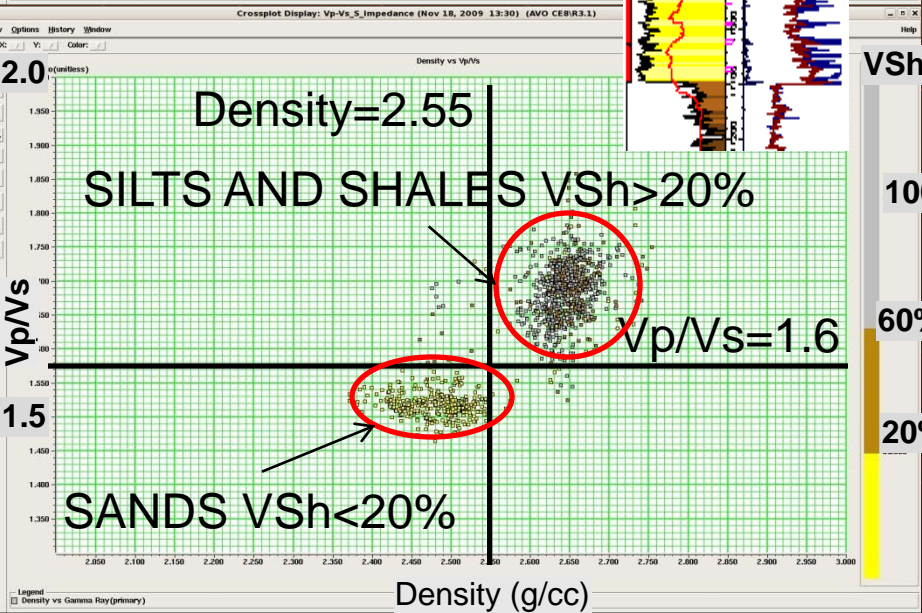 Crossplot Display: Vp-Vs_S_Impedance (Nov 18, 2009 13:30) (AVO CE8\R3.1)
Options History Window
Help
X: Y: Color:
Density vs Vp/Vs
2.0
(unitless)
VSh
Density=2.55
1.950
1.900
1.850
SILTS AND SHALES VSh>20%
1.800
1.750
Vp/Vs
60%
Vp/Vs=1.6
1.550
1.5
20%
1.450
1.400
SANDS VSh<20%
1.350
2.050 2.100 2.150 2.200 2.250 2.300 2.350 2.400 2.450 2.500 2.600 2.650 2.700 2.750 2.800 2.850 2.900 2.950 3.000
Density (g/cc)
Legend
Density vs Gamma Ray(primary)